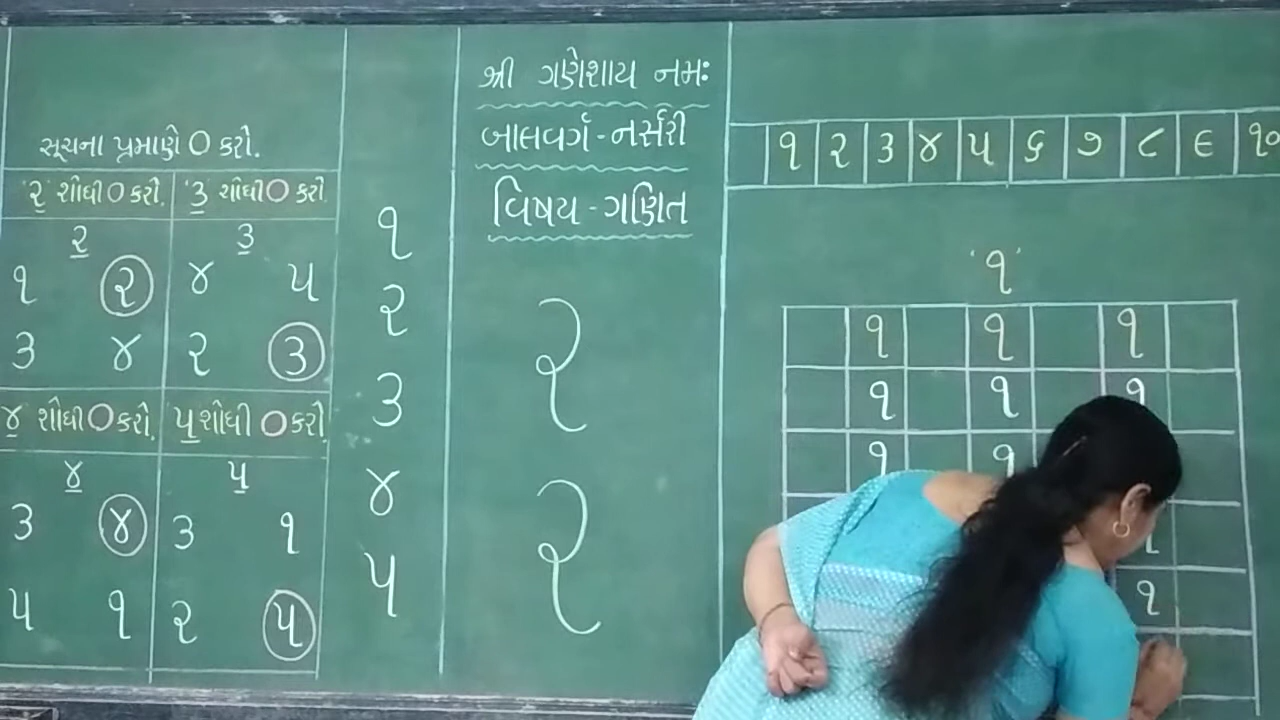 સૂચના પ્રમાણે O કરો.
'૨' શોધી O કરો.
૨
૧ ૨
૩ ૪
'૩' શોધી O કરો.
૩
૪ ૫
૨ ૩
૪ શોધી O કરો.
૪
૩ ૪
૫ ૧
૫ શોધી O કરો.
૫
૩ ૧
૨ ૫
૧
૨
૩
૪
૫
શ્રી ગણેશાય નમઃ
બાલવર્ગ - નર્સરી
વિષય - ગણિત
૨
૨
૧ ૨ ૩ ૪ ૫ ૬ ૭ ૮ ૯ ૧૦
'૧'
૧ ૧ ૧
૧ ૧ ૧
૧ ૧
૧
૧